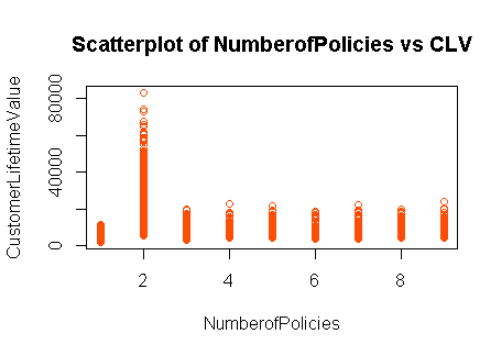 Scatterplot of NumberofPolicies vs CLV
CustomerLifetimeValue
80000
40000
0
2
4
6
8
NumberofPolicies